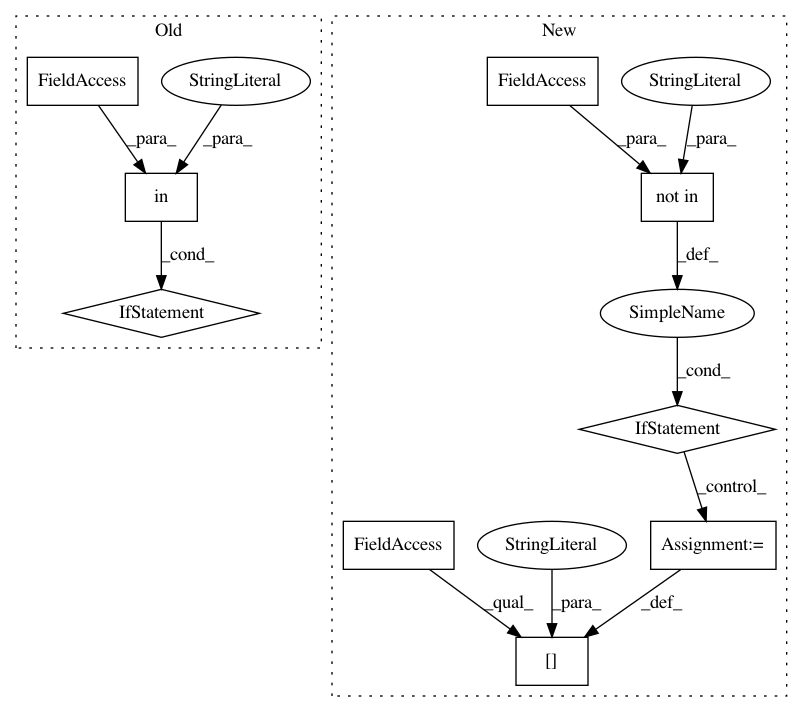 Old
New
FieldAccess
StringLiteral
FieldAccess
StringLiteral
_para_
_para_
_para_
_para_
in
not in
_cond_
_def_
IfStatement
SimpleName
_cond_
IfStatement
_control_
FieldAccess
StringLiteral
Assignment:=
_qual_
_para_
_def_
[]